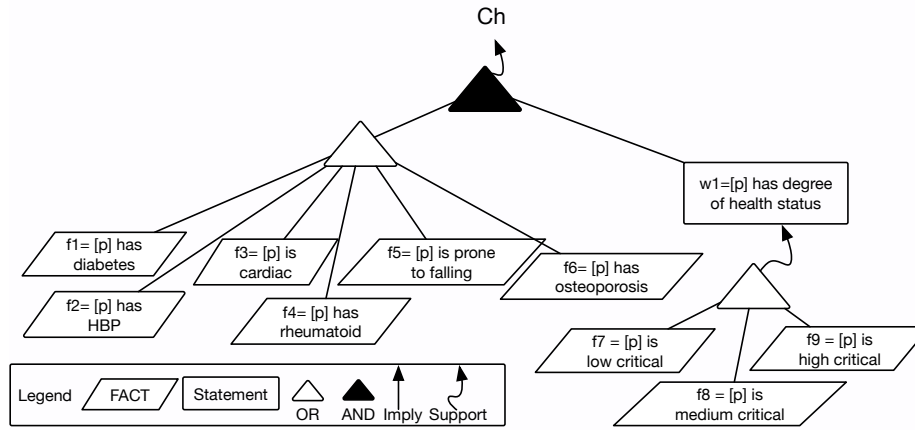 Ch
w1=[p] has degree
of health status
f1= [p] has
diabetes
f3= [p] is
cardiac
f5= [p] is prone
to falling
f6= [p] has
osteoporosis
f2= [p] has
HBP
f4= [p] has
rheumatoid
f7 = [p] is
low critical
f9 = [p] is
high critical
f8 = [p] is
medium critical
Legend
FACT
Statement
OR
AND
Imply
Support